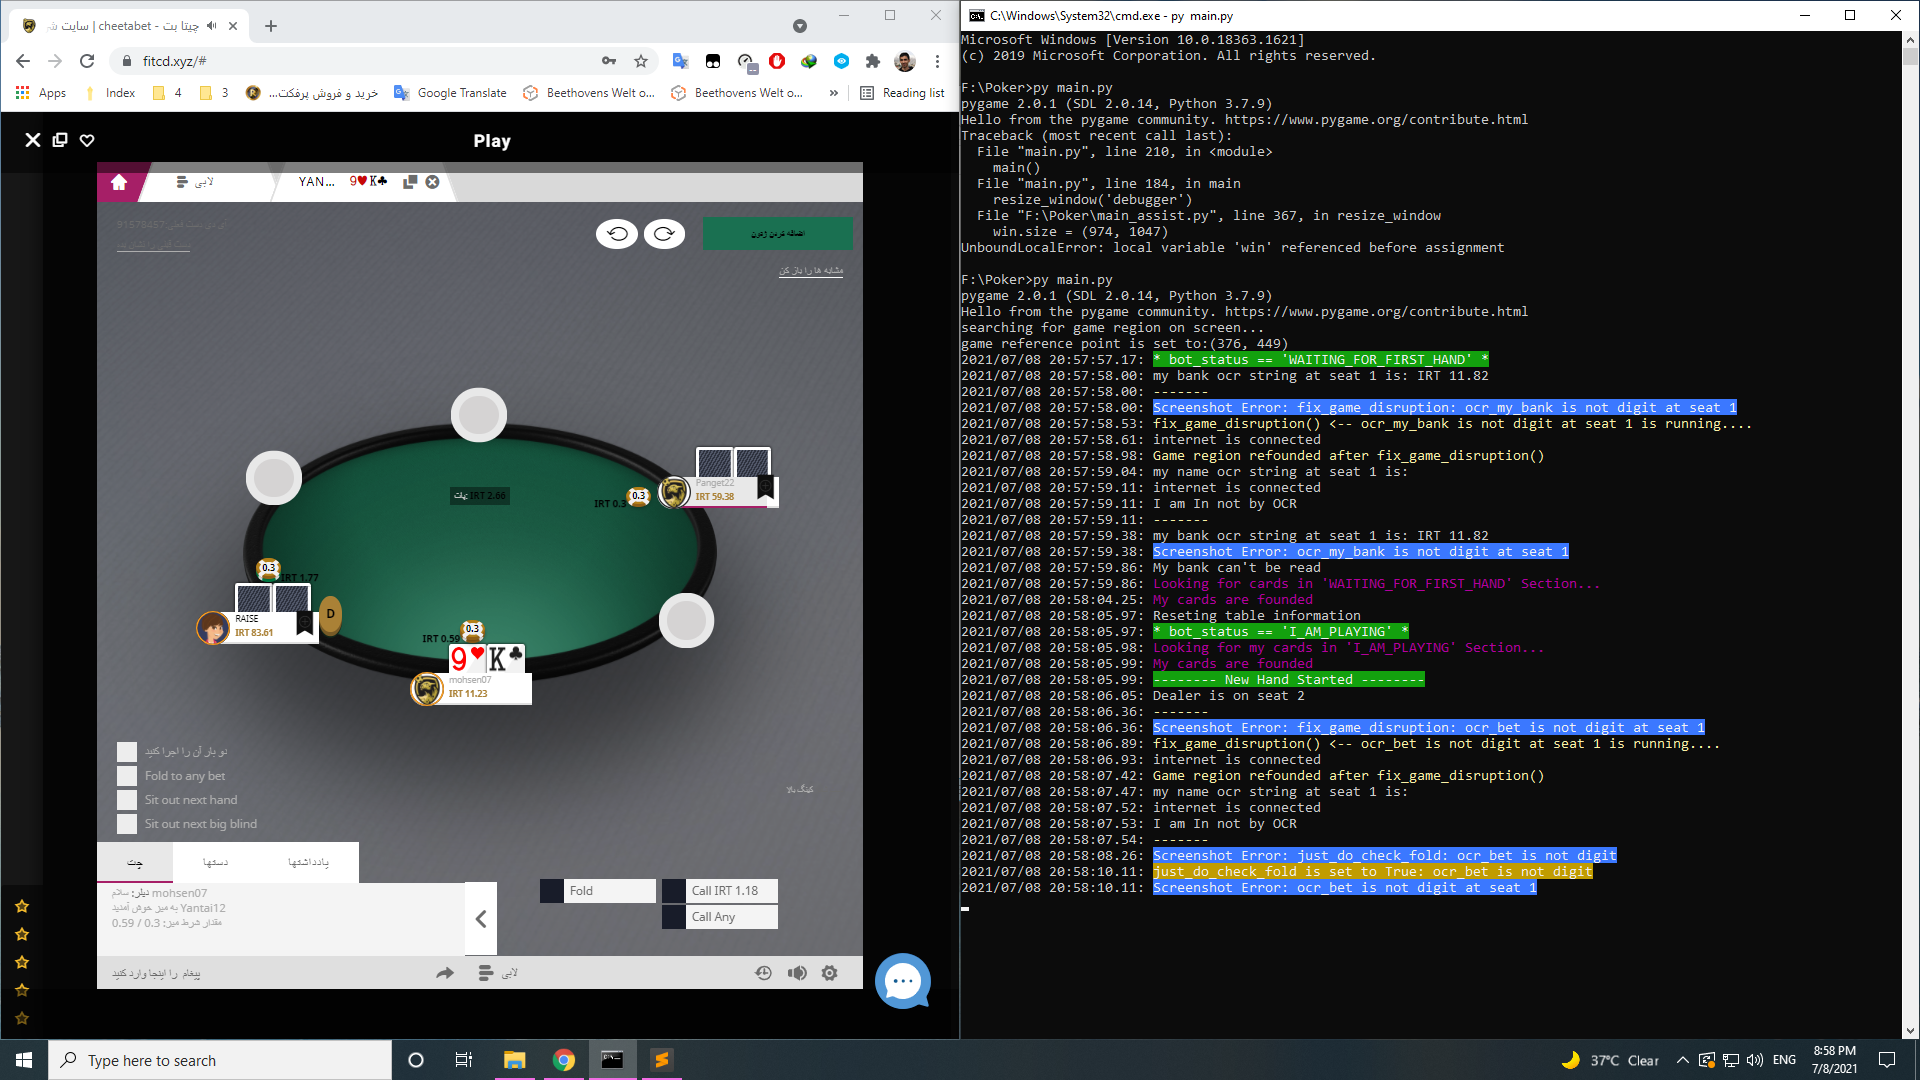 چیتا بت - cheetabet | سایت
fitcd.xyz/#
Apps
Index
4
3
خرید و فروش پرفکت...
Google Translate
Beethovens Welt o...
Beethovens Welt o...
»
Reading list
Play
لابی
YAN... 9♥K♣
اضافه کردن ژتون
مشابه ها را باز کن
پات: IRT 2.66
Panget22
IRT 59.38
0.3
IRT 0.3
0.3
IRT 1.77
RAISE
IRT 83.61
D
0.3
IRT 0.59
9♥ K♣
mohsen07
IRT 11.23
دو بار آن را اجرا کنید
Fold to any bet
Sit out next hand
Sit out next big blind
کینگ بالا
چت
دستها
یادداشتها
دیلر: سلام mohsen07
به میز خوش آمدید Yantai12
مقدار شرط میز: 0.3 / 0.59
Fold
Call IRT 1.18
Call Any
پیغام را اینجا وارد کنید
لابی
C:\Windows\System32\cmd.exe - py  main.py
Microsoft Windows [Version 10.0.18363.1621]
(c) 2019 Microsoft Corporation. All rights reserved.
F:\Poker>py main.py
pygame 2.0.1 (SDL 2.0.14, Python 3.7.9)
Hello from the pygame community. https://www.pygame.org/contribute.html
Traceback (most recent call last):
  File "main.py", line 210, in <module>
    main()
  File "main.py", line 184, in main
    resize_window('debugger')
  File "F:\Poker\main_assist.py", line 367, in resize_window
    win.size = (974, 1047)
UnboundLocalError: local variable 'win' referenced before assignment
F:\Poker>py main.py
pygame 2.0.1 (SDL 2.0.14, Python 3.7.9)
Hello from the pygame community. https://www.pygame.org/contribute.html
searching for game region on screen...
game reference point is set to:(376, 449)
2021/07/08 20:57:57.17: * bot_status == 'WAITING_FOR_FIRST_HAND' *
2021/07/08 20:57:58.00: my bank ocr string at seat 1 is: IRT 11.82
2021/07/08 20:57:58.00: -------
2021/07/08 20:57:58.00: Screenshot Error: fix_game_disruption: ocr_my_bank is not digit at seat 1
2021/07/08 20:57:58.53: fix_game_disruption() <-- ocr_my_bank is not digit at seat 1 is running....
2021/07/08 20:57:58.61: internet is connected
2021/07/08 20:57:58.98: Game region refounded after fix_game_disruption()
2021/07/08 20:57:59.04: my name ocr string at seat 1 is:
2021/07/08 20:57:59.11: internet is connected
2021/07/08 20:57:59.11: I am In not by OCR
2021/07/08 20:57:59.11: -------
2021/07/08 20:57:59.38: my bank ocr string at seat 1 is: IRT 11.82
2021/07/08 20:57:59.38: Screenshot Error: ocr_my_bank is not digit at seat 1
2021/07/08 20:57:59.86: My bank can't be read
2021/07/08 20:57:59.86: Looking for cards in 'WAITING_FOR_FIRST_HAND' Section...
2021/07/08 20:58:04.25: My cards are founded
2021/07/08 20:58:05.97: Reseting table information
2021/07/08 20:58:05.97: * bot_status == 'I_AM_PLAYING' *
2021/07/08 20:58:05.98: Looking for my cards in 'I_AM_PLAYING' Section...
2021/07/08 20:58:05.99: My cards are founded
2021/07/08 20:58:05.99: -------- New Hand Started --------
2021/07/08 20:58:06.05: Dealer is on seat 2
2021/07/08 20:58:06.36: -------
2021/07/08 20:58:06.36: Screenshot Error: fix_game_disruption: ocr_bet is not digit at seat 1
2021/07/08 20:58:06.89: fix_game_disruption() <-- ocr_bet is not digit at seat 1 is running....
2021/07/08 20:58:06.93: internet is connected
2021/07/08 20:58:07.42: Game region refounded after fix_game_disruption()
2021/07/08 20:58:07.47: my name ocr string at seat 1 is:
2021/07/08 20:58:07.52: internet is connected
2021/07/08 20:58:07.53: I am In not by OCR
2021/07/08 20:58:07.54: -------
2021/07/08 20:58:08.26: Screenshot Error: just_do_check_fold: ocr_bet is not digit
2021/07/08 20:58:10.11: just_do_check_fold is set to True: ocr_bet is not digit
2021/07/08 20:58:10.11: Screenshot Error: ocr_bet is not digit at seat 1
Type here to search
37°C Clear
ENG
8:58 PM
7/8/2021